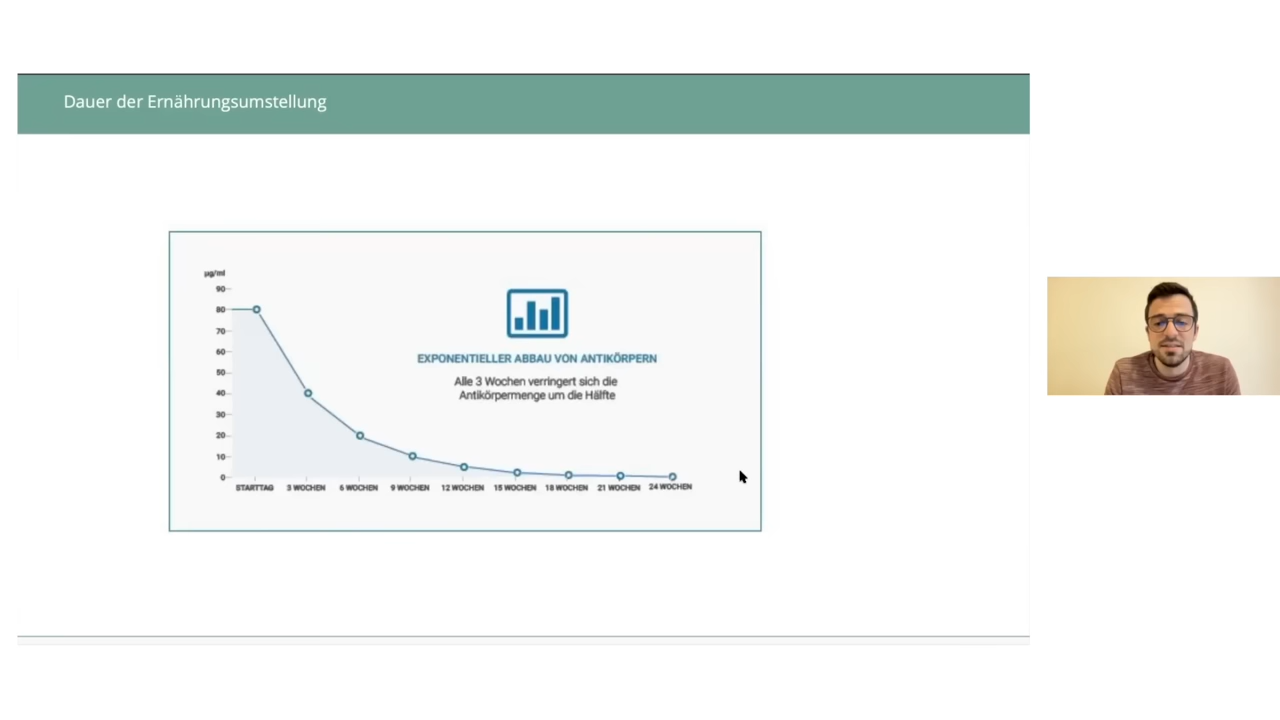 Dauer der Ernährungsumstellung
µg/ml
90
80
70
60
50
40
30
20
10
0
STARTTAG 3 WOCHEN 6 WOCHEN 9 WOCHEN 12 WOCHEN 15 WOCHEN 18 WOCHEN 21 WOCHEN 24 WOCHEN
EXPONENTIELLER ABBAU VON ANTIKÖRPERN
Alle 3 Wochen verringert sich die
Antikörpermenge um die Hälfte